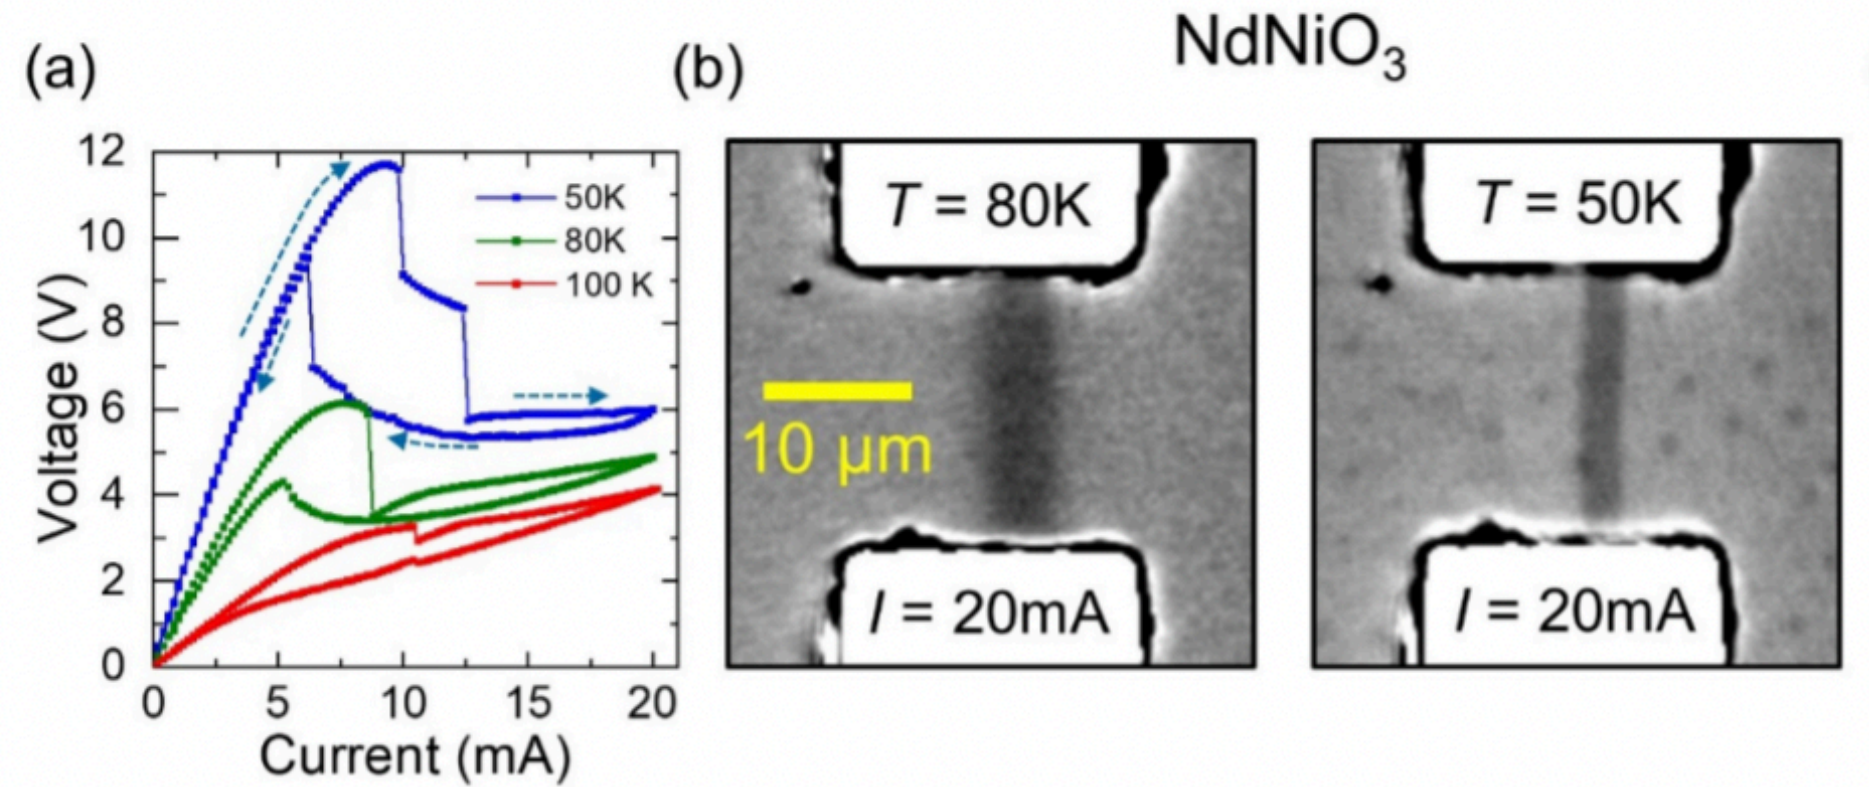 (a)
(b)
NdNiO3
12
10
8
6
4
2
0
Voltage (V)
50K
80K
100 K
0 5 10 15 20
Current (mA)
T = 80K
10 µm
I = 20mA
T = 50K
I = 20mA